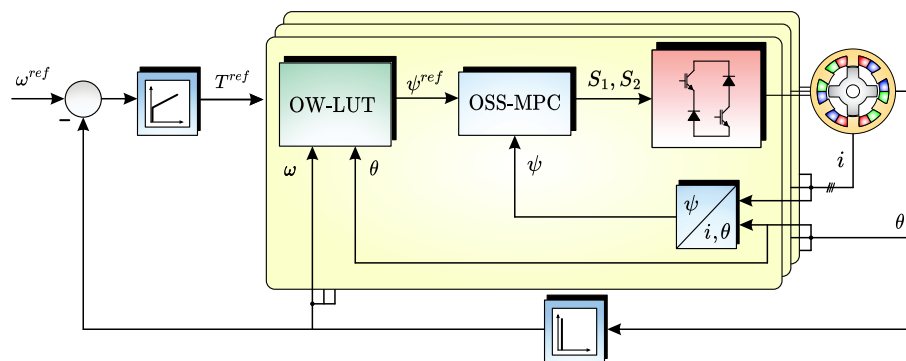 ω^{ref}
T^{ref}
OW-LUT
ψ^{ref}
OSS-MPC
S_1, S_2
−
ω
θ
ψ
i
ψ
i, θ
θ